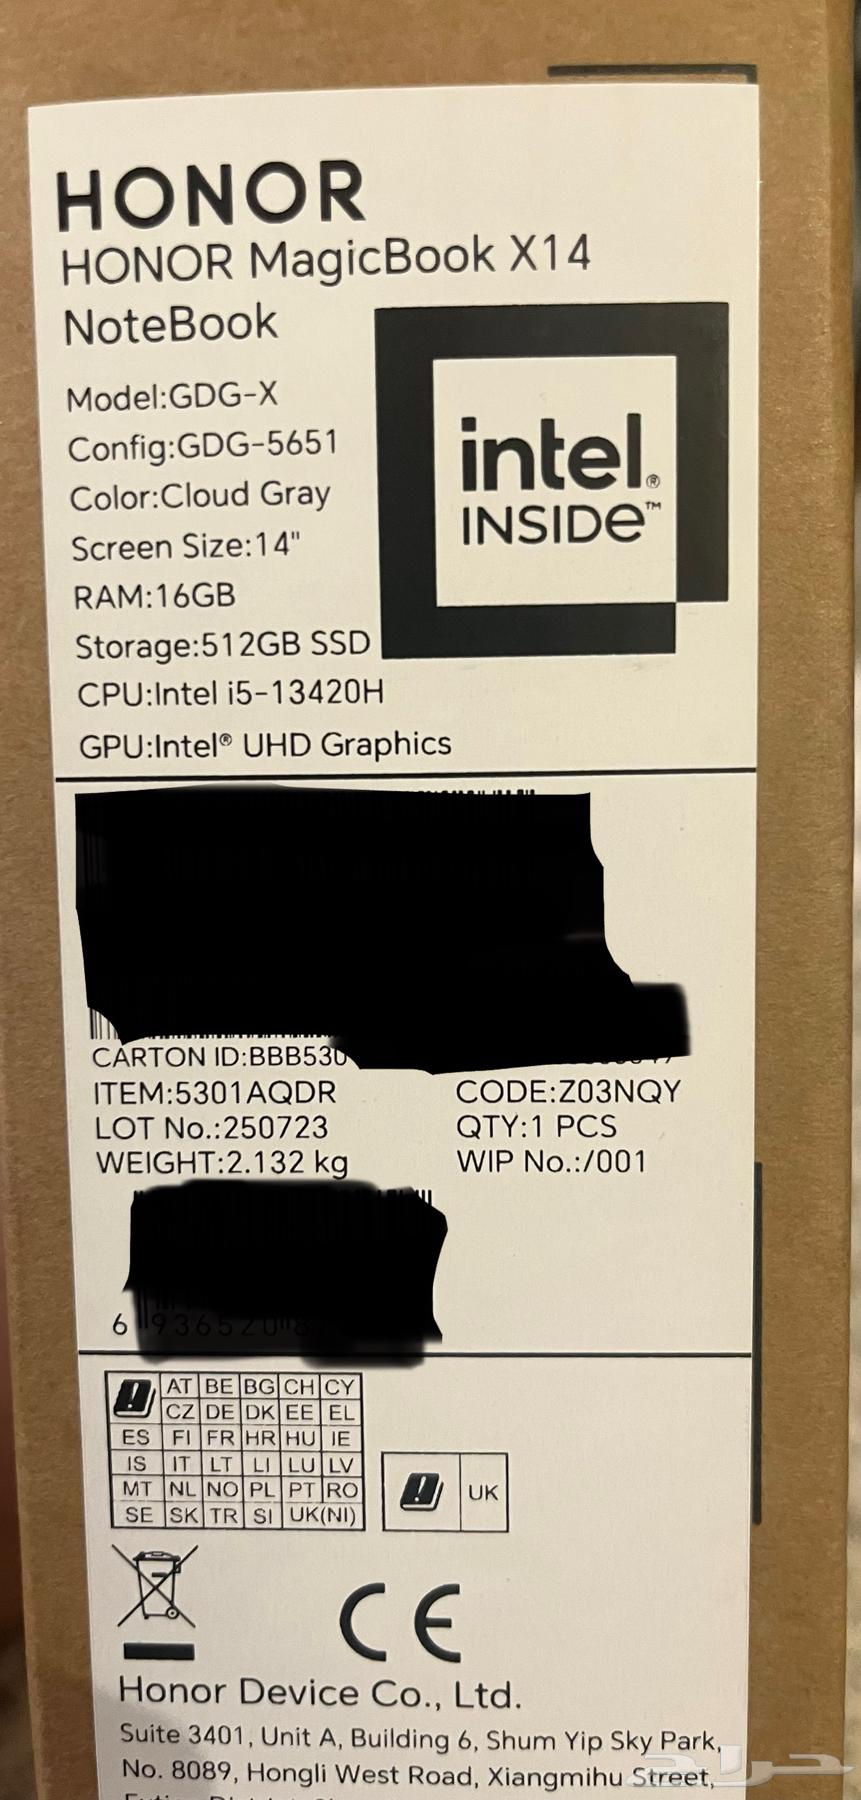 HONOR
HONOR MagicBook X14
NoteBook
Model:GDG-X
Config:GDG-5651
Color:Cloud Gray
Screen Size:14"
RAM:16GB
Storage:512GB SSD
CPU:Intel i5-13420H
GPU:Intel® UHD Graphics
intel®
INSIDe™
CARTON ID:BBB530
ITEM:5301AQDR CODE:Z03NQY
LOT No.:250723 QTY:1 PCS
WEIGHT:2.132 kg WIP No.:/001
6 936520
AT BE BG CH CY
CZ DE DK EE EL
ES FI FR HR HU IE
IS IT LT LI LU LV
MT NL NO PL PT RO
SE SK TR SI UK(NI)
UK
CE
Honor Device Co., Ltd.
Suite 3401, Unit A, Building 6, Shum Yip Sky Park,
No. 8089, Hongli West Road, Xiangmihu Street,
حراج